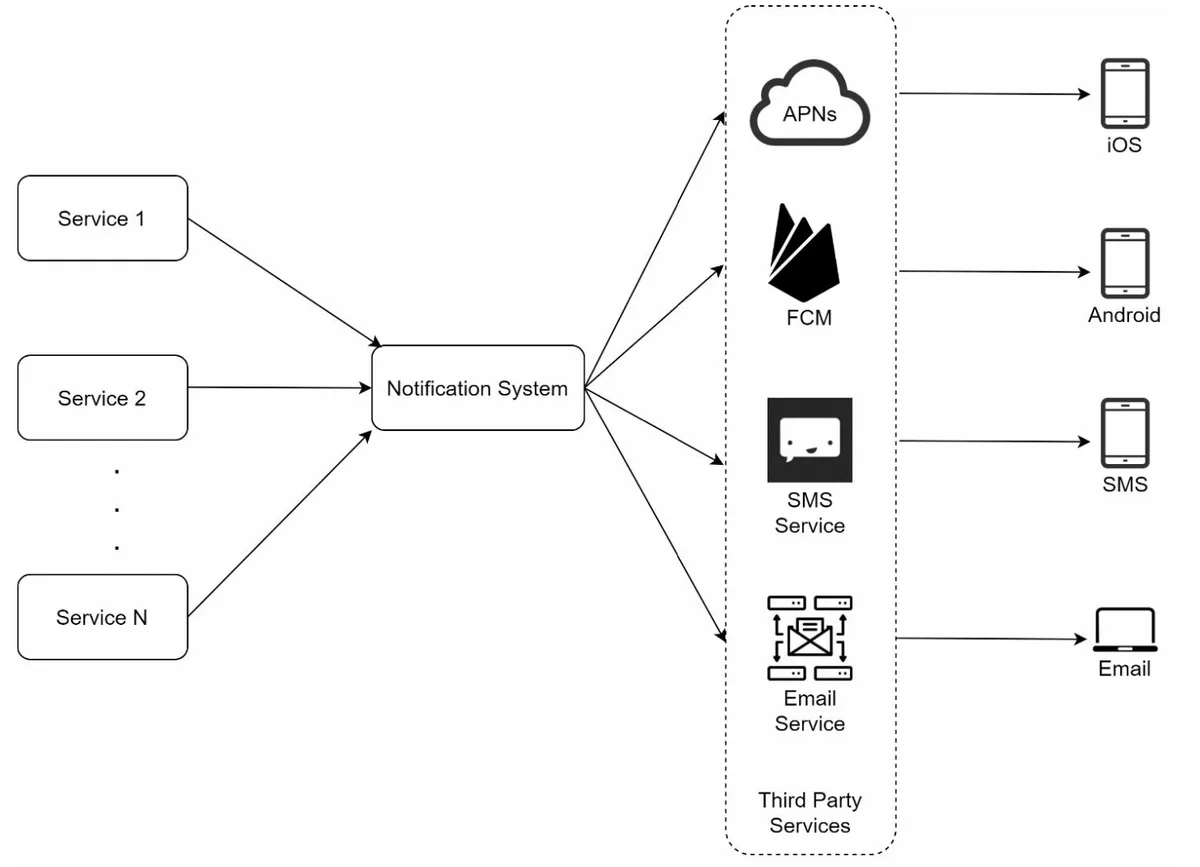 APNs
iOS
Service 1
FCM
Android
Notification System
Service 2
SMS
Service
SMS
Service N
Email
Service
Email
Third Party
Services